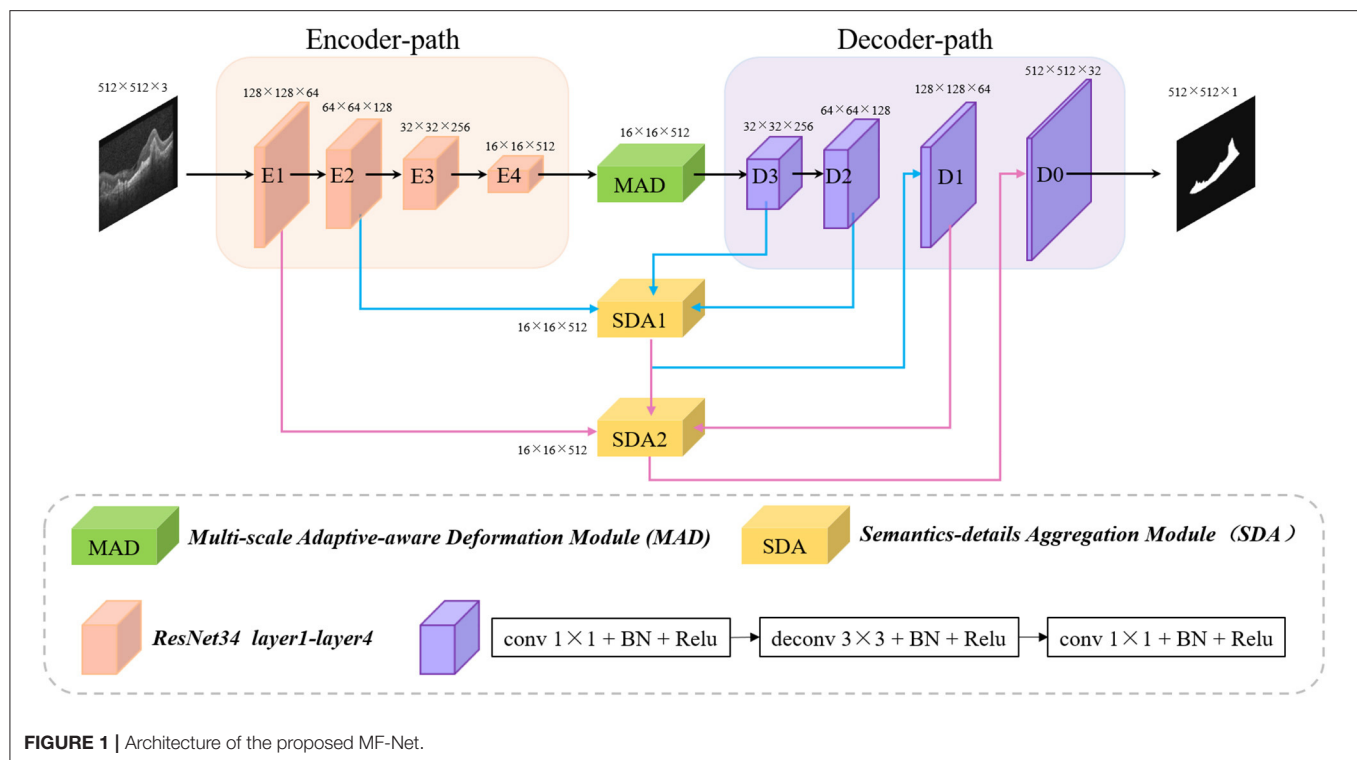 Encoder-path
Decoder-path
512×512×3
128×128×64
64×64×128
32×32×256
16×16×512
16×16×512
32×32×256
64×64×128
128×128×64
512×512×32
512×512×1
E1
E2
E3
E4
MAD
D3
D2
D1
D0
SDA1
16×16×512
SDA2
16×16×512
MAD
Multi-scale Adaptive-aware Deformation Module (MAD)
SDA
Semantics-details Aggregation Module（SDA）
ResNet34 layer1-layer4
conv 1×1 + BN + Relu
deconv 3×3 + BN + Relu
conv 1×1 + BN + Relu
FIGURE 1 | Architecture of the proposed MF-Net.